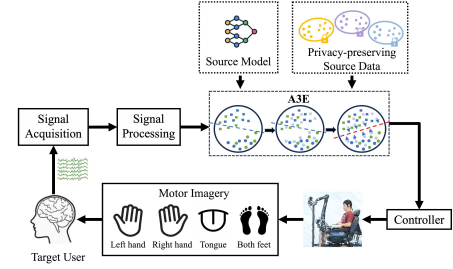 Source Model
Privacy-preserving
Source Data
A3E
Signal
Acquisition
Signal
Processing
Motor Imagery
Left hand
Right hand
Tongue
Both feet
Controller
Target User